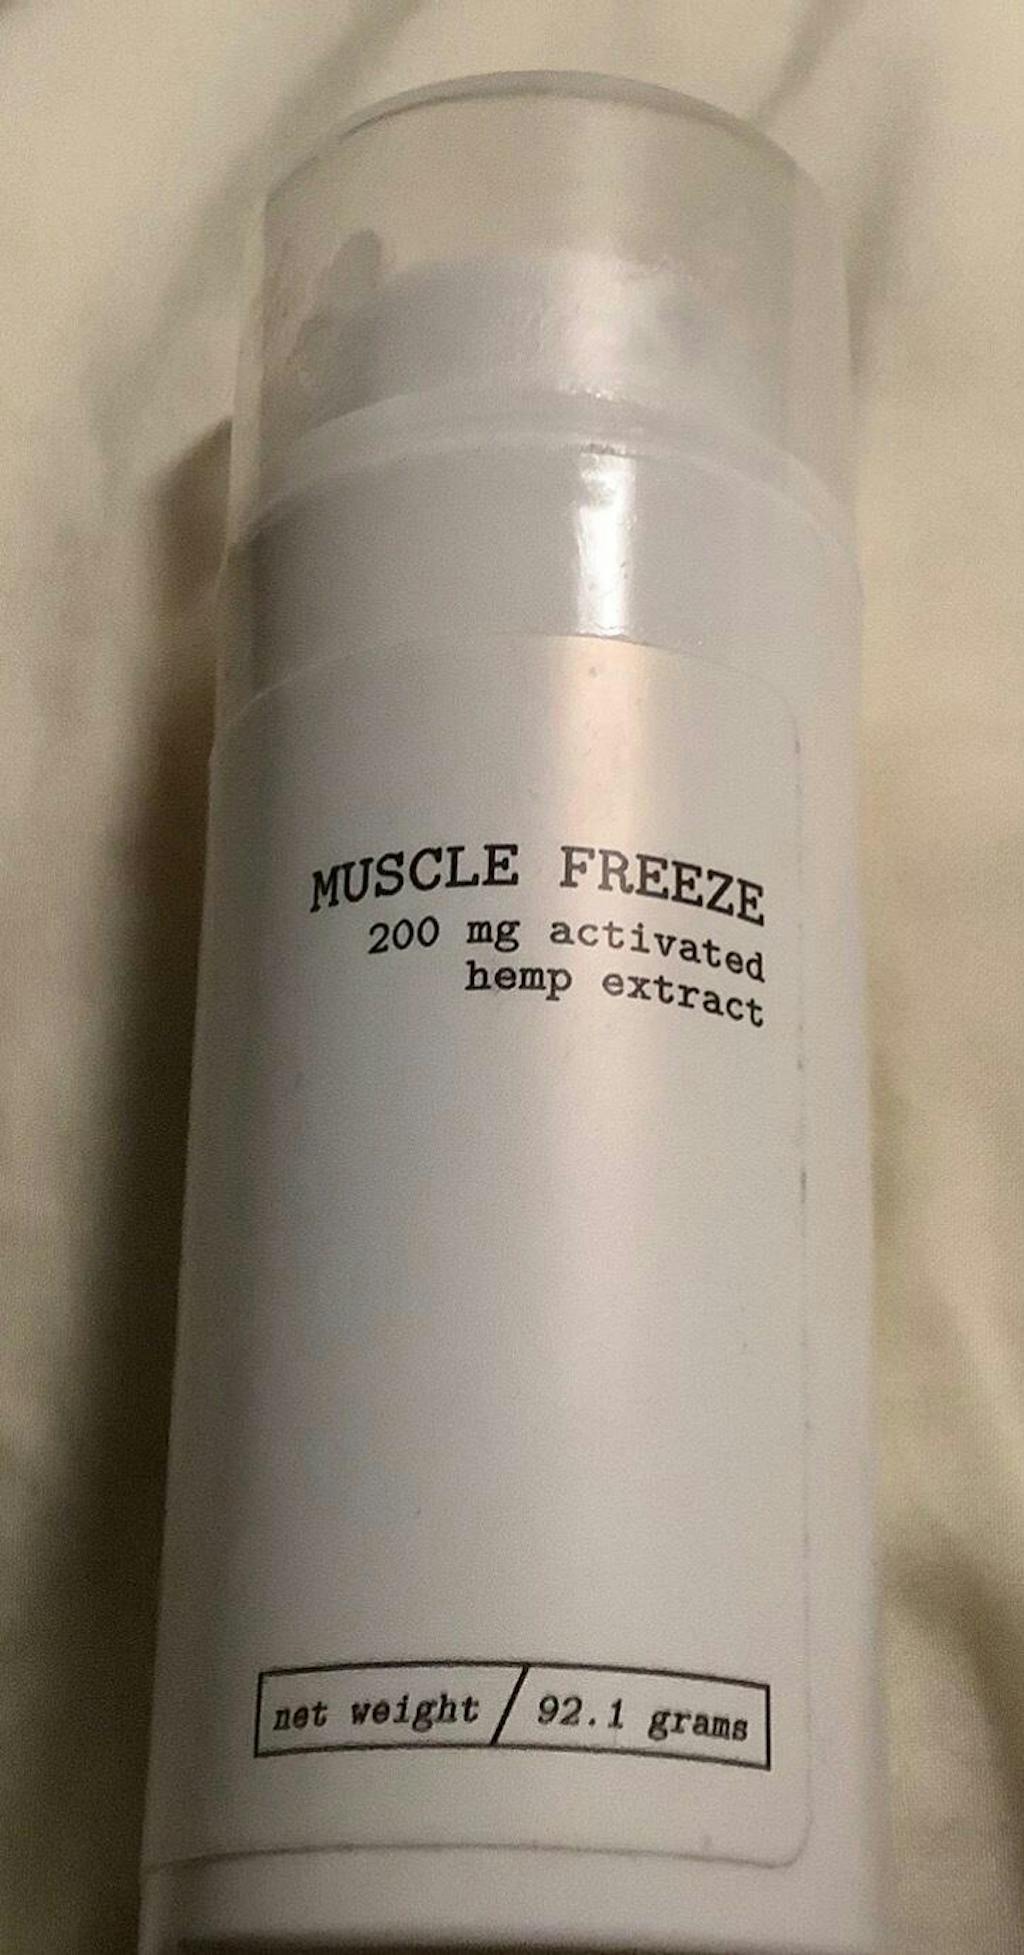 MUSCLE FREEZE
200 mg activated
hemp extract
net weight / 92.1 grams